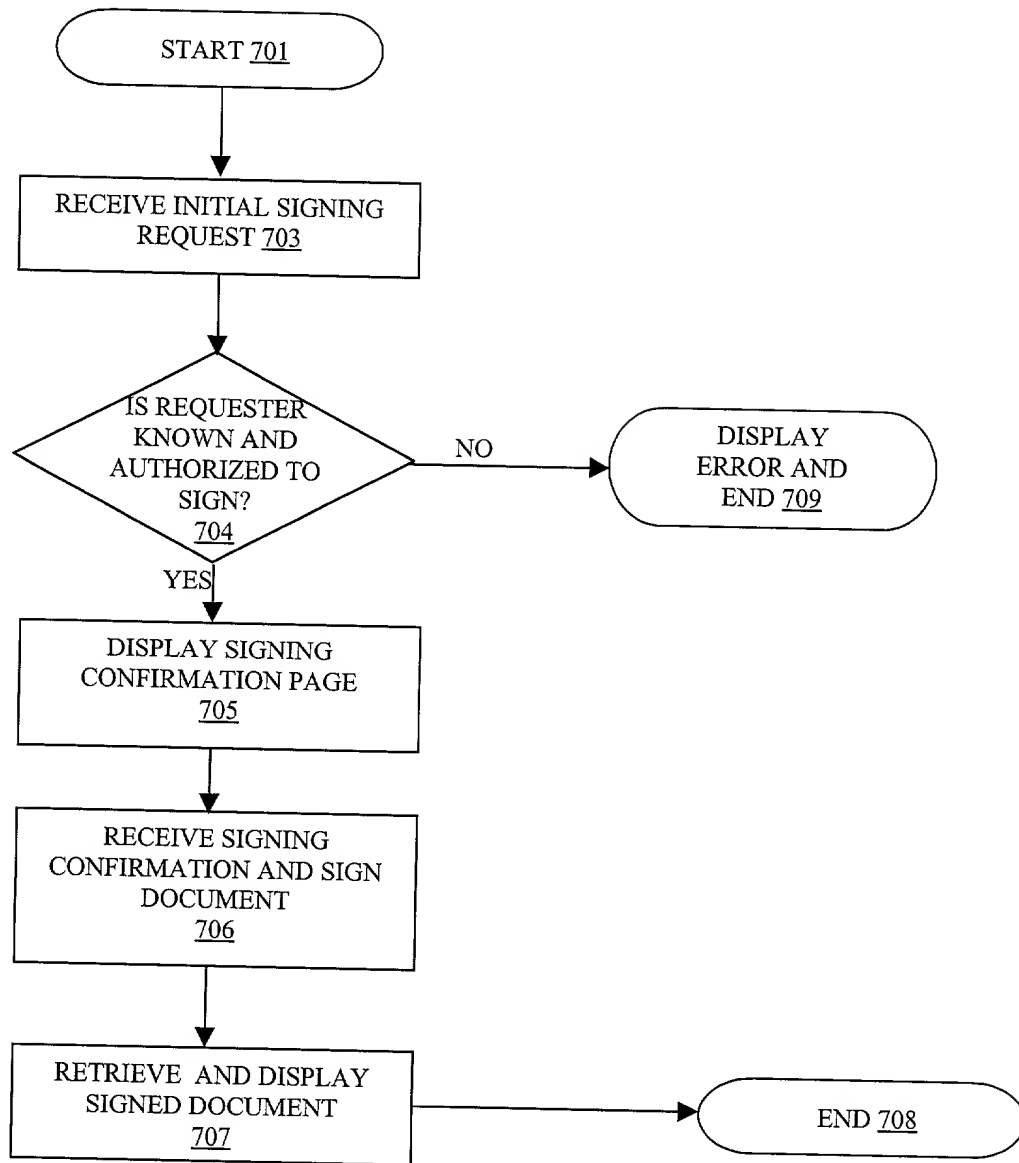 START 701
RECEIVE INITIAL SIGNING
REQUEST 703
IS REQUESTER
KNOWN AND
AUTHORIZED TO
SIGN?
704
NO
DISPLAY
ERROR AND
END 709
YES
DISPLAY SIGNING
CONFIRMATION PAGE
705
RECEIVE SIGNING
CONFIRMATION AND SIGN
DOCUMENT
706
RETRIEVE AND DISPLAY
SIGNED DOCUMENT
707
END 708